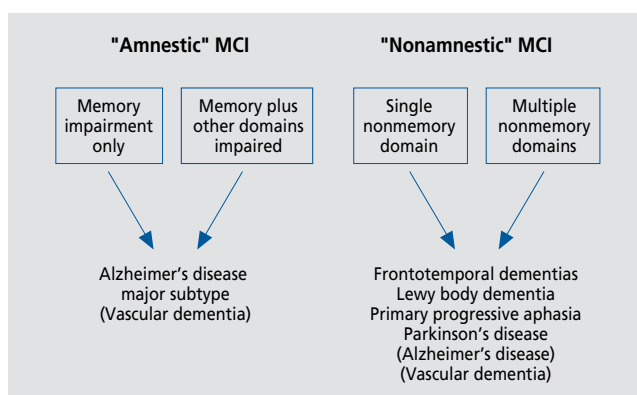 "Amnestic" MCI
"Nonamnestic" MCI
Memory
impairment
only
Memory plus
other domains
impaired
Single
nonmemory
domain
Multiple
nonmemory
domains
Alzheimer's disease
major subtype
(Vascular dementia)
Frontotemporal dementias
Lewy body dementia
Primary progressive aphasia
Parkinson's disease
(Alzheimer's disease)
(Vascular dementia)